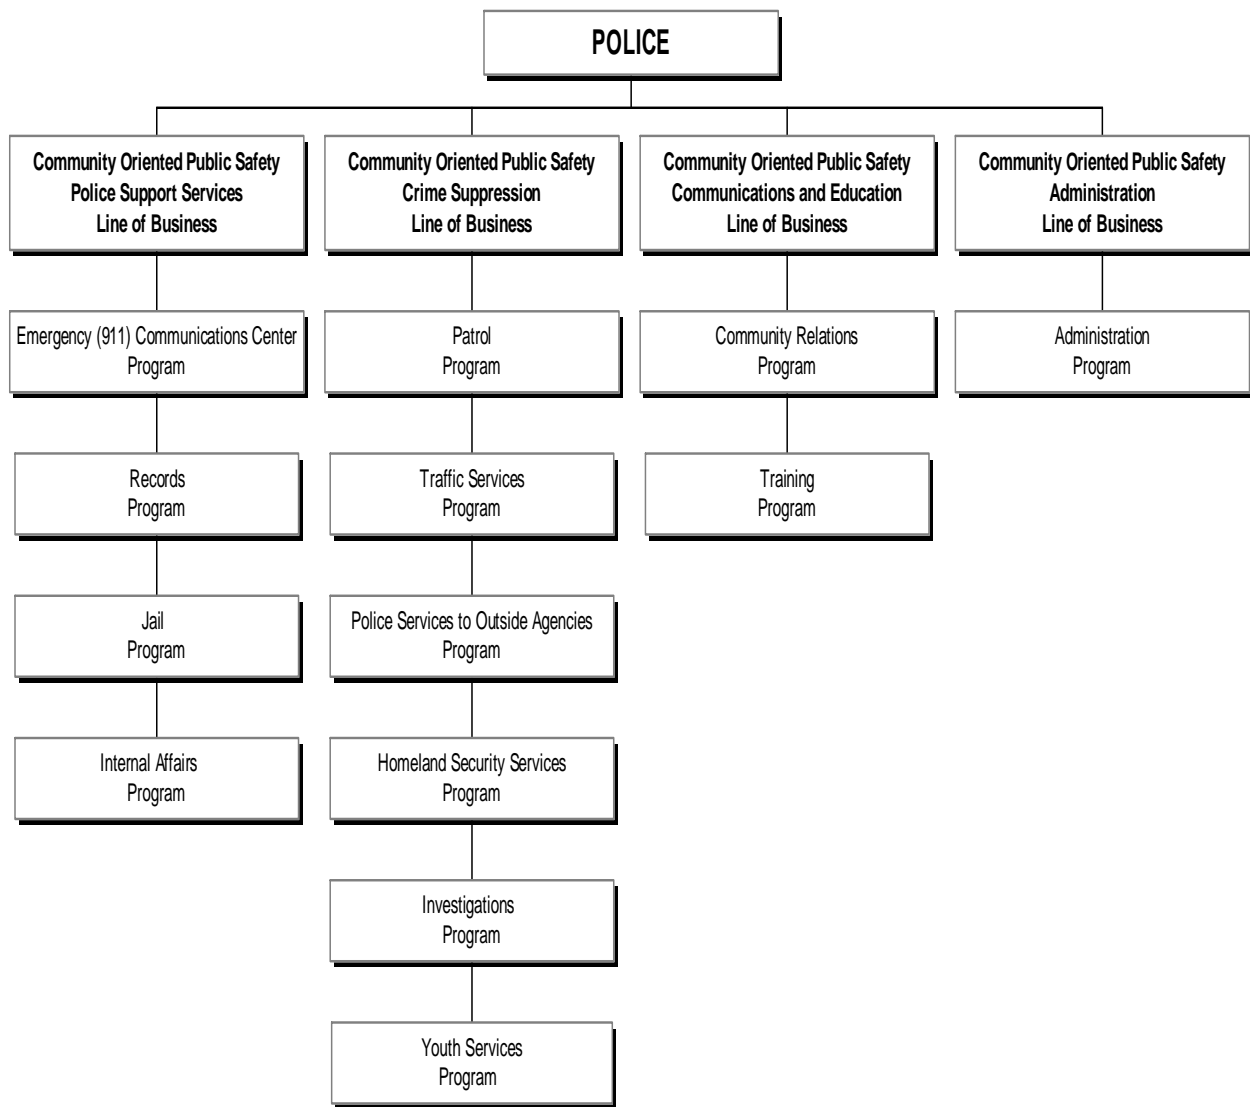 POLICE
Community Oriented Public Safety
Police Support Services
Line of Business
Community Oriented Public Safety
Crime Suppression
Line of Business
Community Oriented Public Safety
Communications and Education
Line of Business
Community Oriented Public Safety
Administration
Line of Business
Emergency (911) Communications Center
Program
Patrol
Program
Community Relations
Program
Administration
Program
Records
Program
Traffic Services
Program
Training
Program
Jail
Program
Police Services to Outside Agencies
Program
Internal Affairs
Program
Homeland Security Services
Program
Investigations
Program
Youth Services
Program